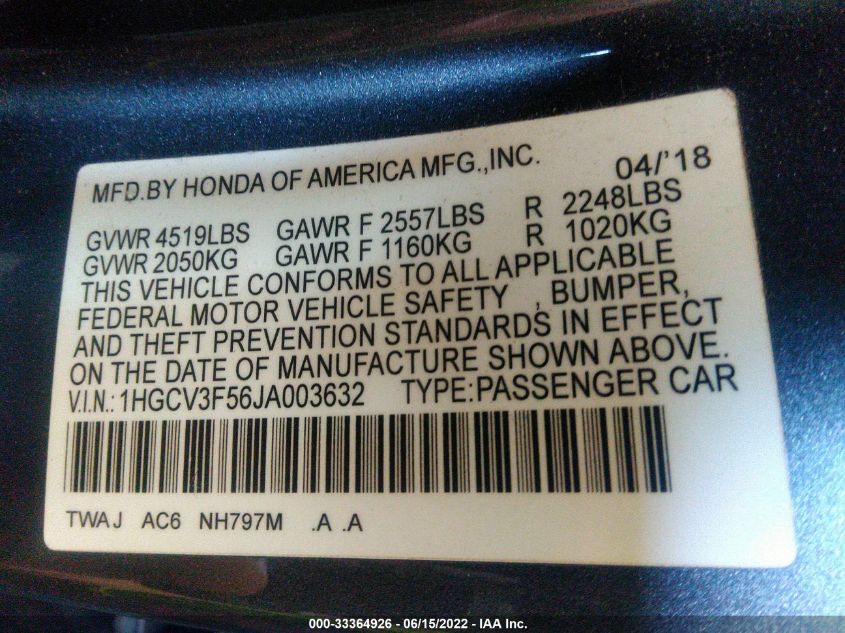 MFD.BY HONDA OF AMERICA MFG.,INC. 04/'18
GVWR 4519LBS GAWR F 2557LBS R 2248LBS
GVWR 2050KG GAWR F 1160KG R 1020KG
THIS VEHICLE CONFORMS TO ALL APPLICABLE
FEDERAL MOTOR VEHICLE SAFETY , BUMPER,
AND THEFT PREVENTION STANDARDS IN EFFECT
ON THE DATE OF MANUFACTURE SHOWN ABOVE.
V.I.N.: 1HGCV3F56JA003632 TYPE:PASSENGER CAR
TWAJ AC6 NH797M .A .A
000-33364926 - 06/15/2022 - IAA Inc.